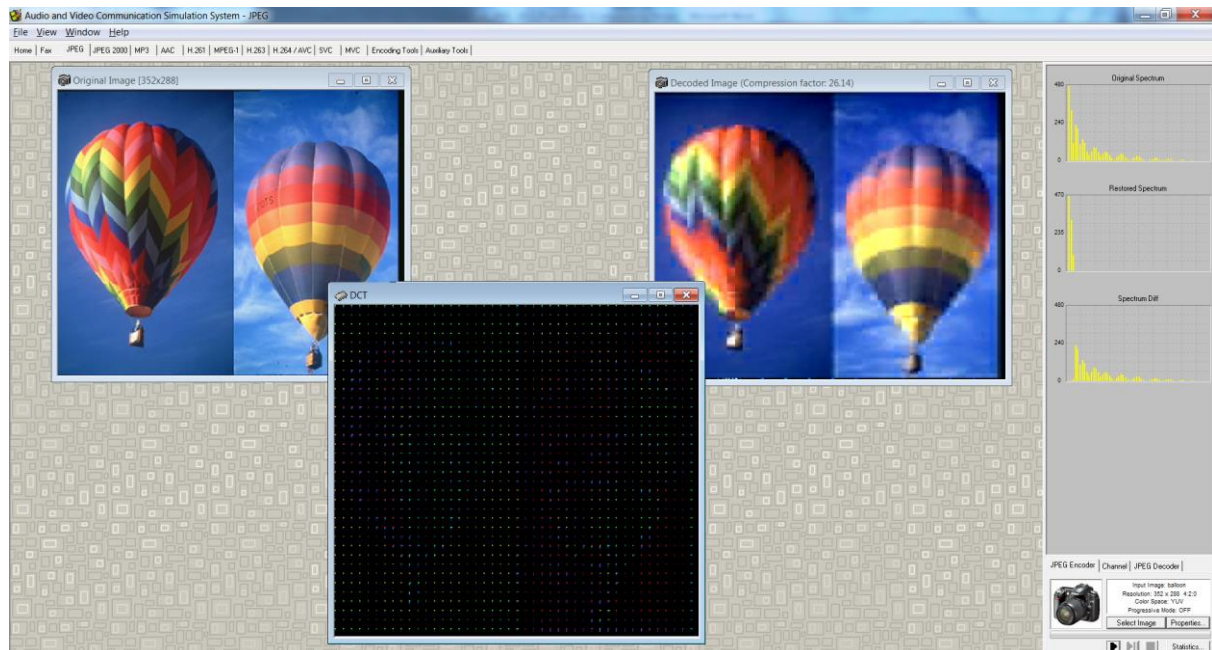 Audio and Video Communication Simulation System - JPEG
File View Window Help
Home Fax JPEG JPEG 2000 MP3 AAC H.261 MPEG-1 H.263 H.264 / AVC SVC MVC Encoding Tools Auxiliary Tools
Original Image [352x288]
Decoded Image (Compression factor: 26.14)
DCT
Original Spectrum
480
240
0
Restored Spectrum
470
235
0
Spectrum Diff
480
240
0
JPEG Encoder Channel JPEG Decoder
Input Image: balloon
Resolution: 352 x 288 4:2:0
Color Space: YUV
Progressive Mode: OFF
Select Image Properties...
Statistics...